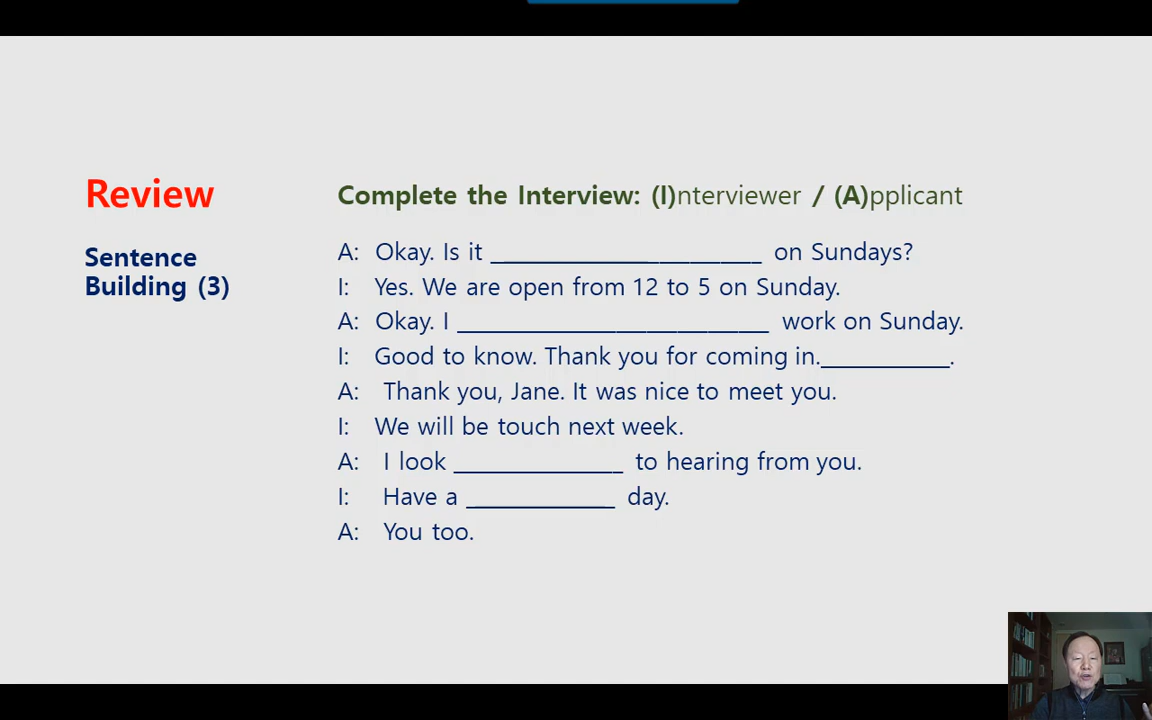 Review
Complete the Interview: (I)nterviewer / (A)pplicant
Sentence
Building (3)
A: Okay. Is it ______________________ on Sundays?
I: Yes. We are open from 12 to 5 on Sunday.
A: Okay. I _________________________ work on Sunday.
I: Good to know. Thank you for coming in.__________.
A: Thank you, Jane. It was nice to meet you.
I: We will be touch next week.
A: I look ______________ to hearing from you.
I: Have a ____________ day.
A: You too.